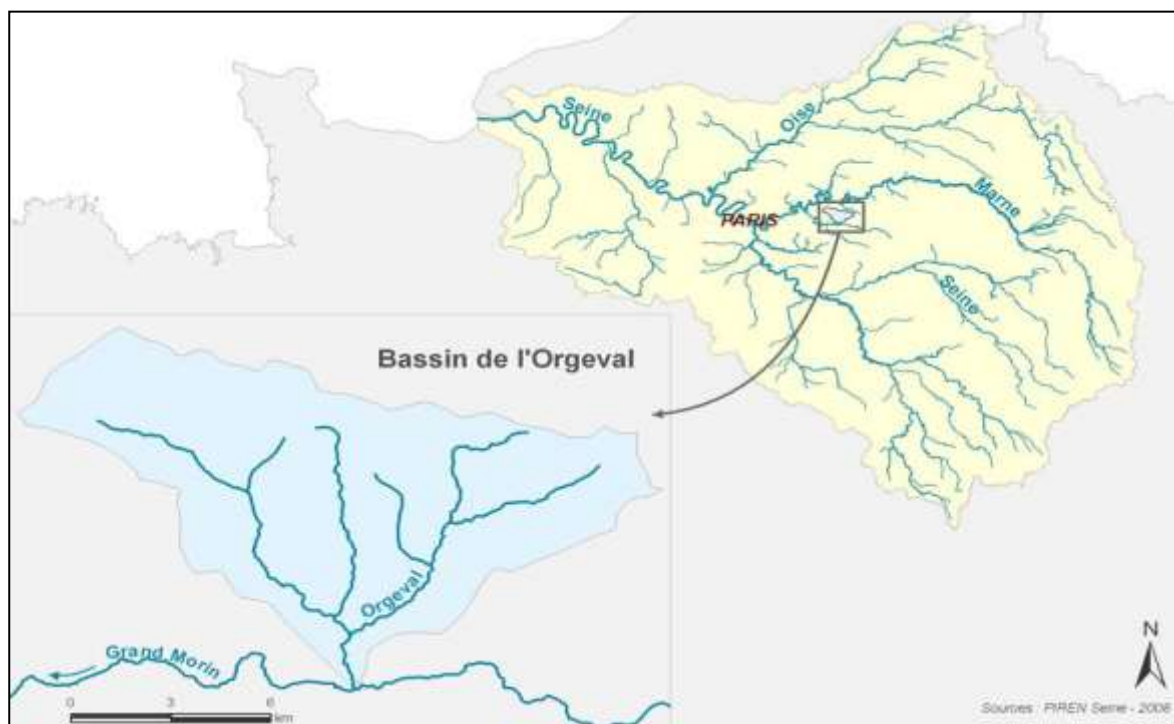 Seine
Oise
Marne
PARIS
Seine
Bassin de l'Orgeval
Orgeval
Grand Morin
0 3 6
km
N
Sources : PIREN Seine - 2006